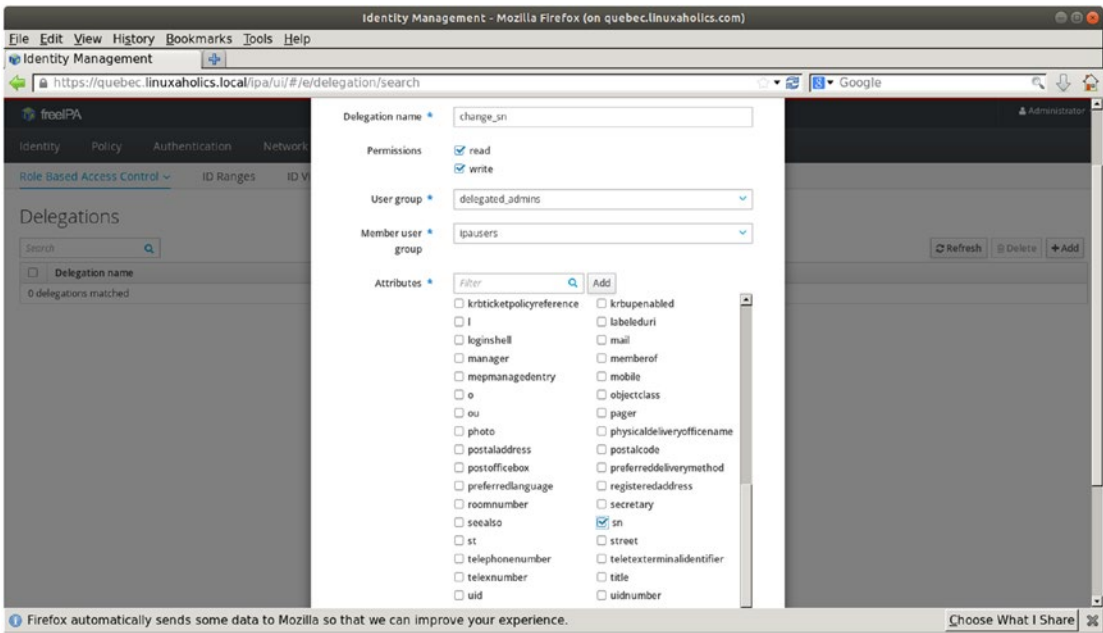 Identity Management - Mozilla Firefox (on quebec.linuxaholics.com)
File Edit View History Bookmarks Tools Help
Identity Management
https://quebec.linuxaholics.local/ipa/ui/#/e/delegation/search
Google
freeIPA
Administrator
Identity Policy Authentication Network
Role Based Access Control ID Ranges ID
Delegations
Search
Refresh Delete Add
Delegation name
0 delegations matched
Delegation name * change_sn
Permissions read
write
User group * delegated_admins
Member user group * ipausers
Attributes * Filter Add
krbticketpolicyreference krbupenabled
l labeleduri
loginshell mail
manager memberof
mepmanagedentry mobile
o objectclass
ou pager
photo physicaldeliveryofficename
postaladdress postalcode
postofficebox preferreddeliverymethod
preferredlanguage registeredaddress
roomnumber secretary
seealso sn
st street
telephonenumber teletexterminalidentifier
telexnumber title
uid uidnumber
Firefox automatically sends some data to Mozilla so that we can improve your experience. Choose What I Share